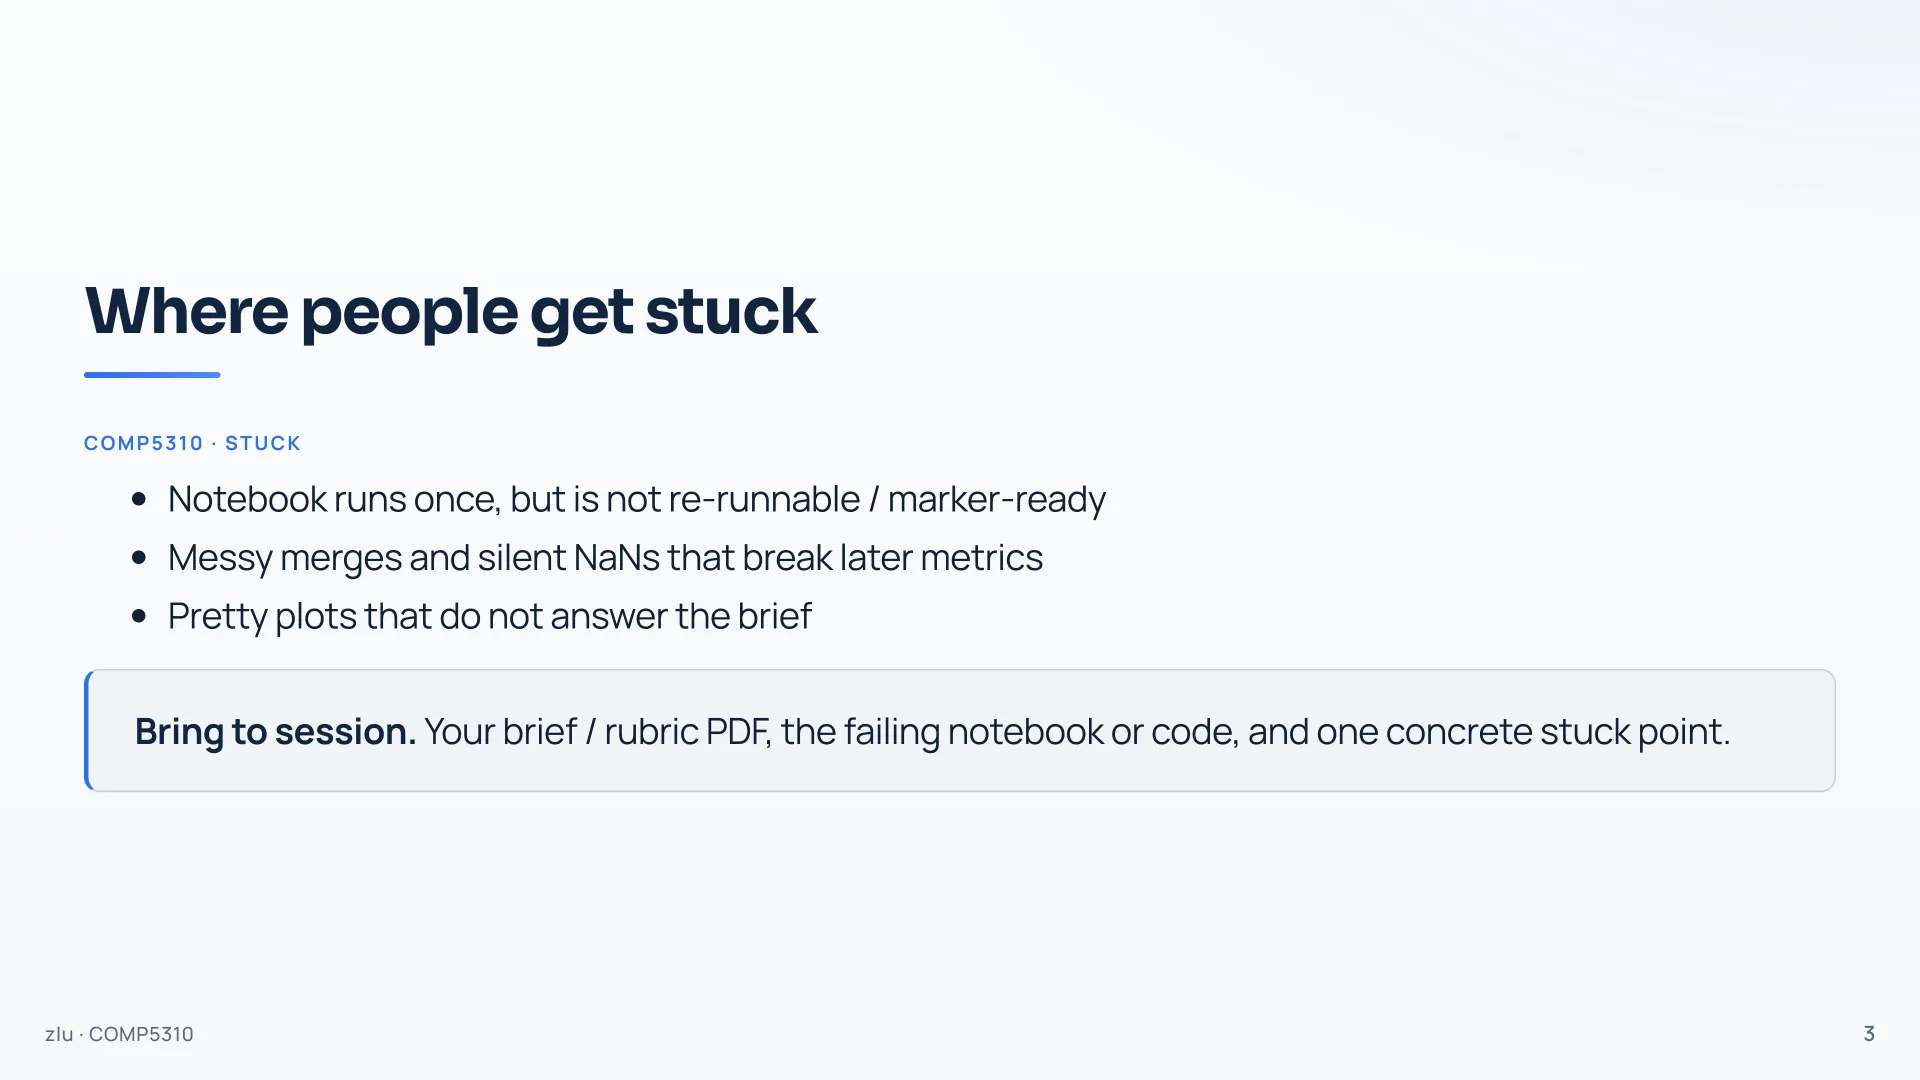 Where people get stuck
COMP5310 · STUCK
• Notebook runs once, but is not re-runnable / marker-ready
• Messy merges and silent NaNs that break later metrics
• Pretty plots that do not answer the brief
Bring to session. Your brief / rubric PDF, the failing notebook or code, and one concrete stuck point.
zlu · COMP5310
3